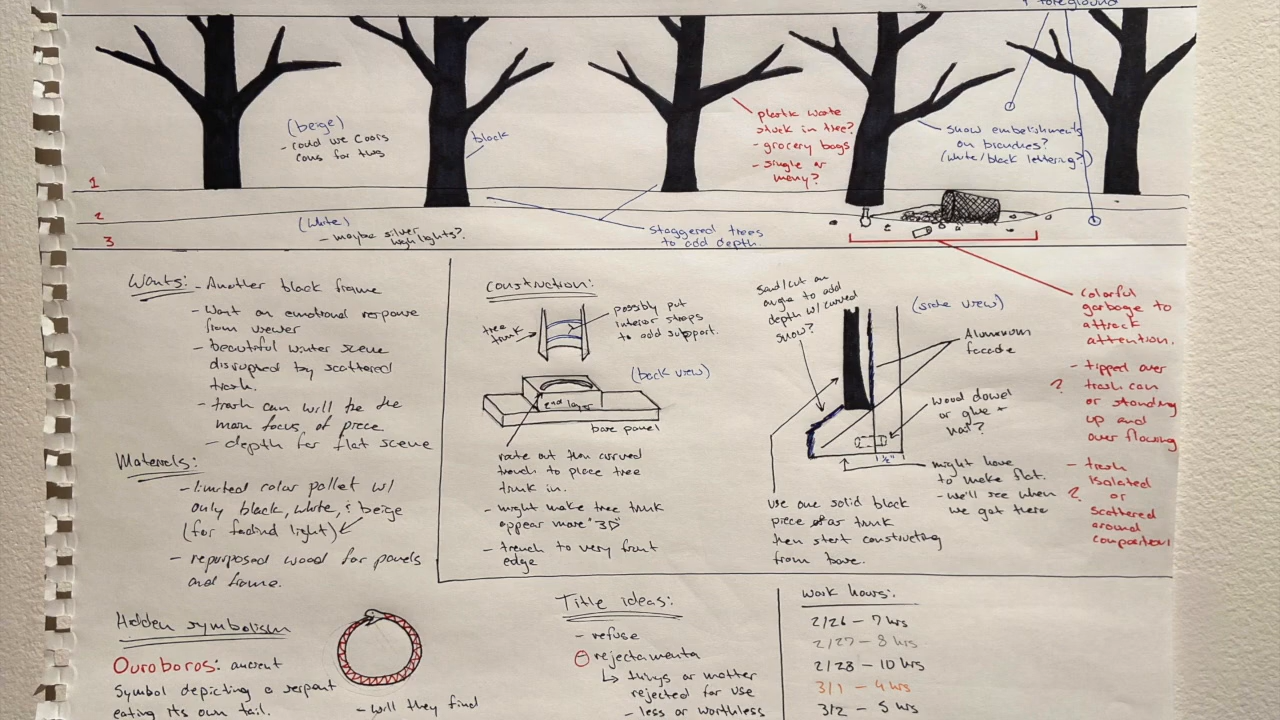 foreground
(beige)
- could we coors
cans for this
black
plastic waste
stuck in tree?
- grocery bags
- single or
many?
snow embelishments
on branches?
(white/black lettering?)
1
2
3
(white)
- maybe silver
highlights?
staggered trees
to add depth.
Wants:
- Another black frame
- Want an emotional response
from viewer
- beautiful winter scene
disrupted by scattered
trash.
- trash can will be the
main focus of piece
- depth for flat scene
Materials:
- limited color pallet w/
only black, white, & beige
(for fading light)
- repurposed wood for panels
and frame.
construction:
tree
trunk
possibly put
interior steps
to add support.
(back view)
end layer
base panel
route out then curved
trench to place tree
trunk in.
- might make tree trunk
appear more "3D"
- trench to very front
edge
sand/cut an
angle to add
depth w/ curved
snow?
(side view)
Aluminum
facade
wood dowel
or glue +
nail?
1 1/2"
might have
to make flat.
- we'll see when
we get there
use one solid black
piece as trunk
then start constructing
from base.
colorful
garbage to
attract
attention.
? - tipped over
trash can
or standing
up and
over flowing
? - trash
isolated
or
scattered
around
composition
Hidden symbolism
Ouroboros: ancient
symbol depicting a serpent
eating its own tail.
- will they find
Title ideas:
- refuse
- rejectamenta
things or matter
rejected for use
- less or worthless
work hours:
2/26 - 7 hrs
2/27 - 8 hrs
2/28 - 10 hrs
3/1 - 4 hrs
3/2 - 5 hrs